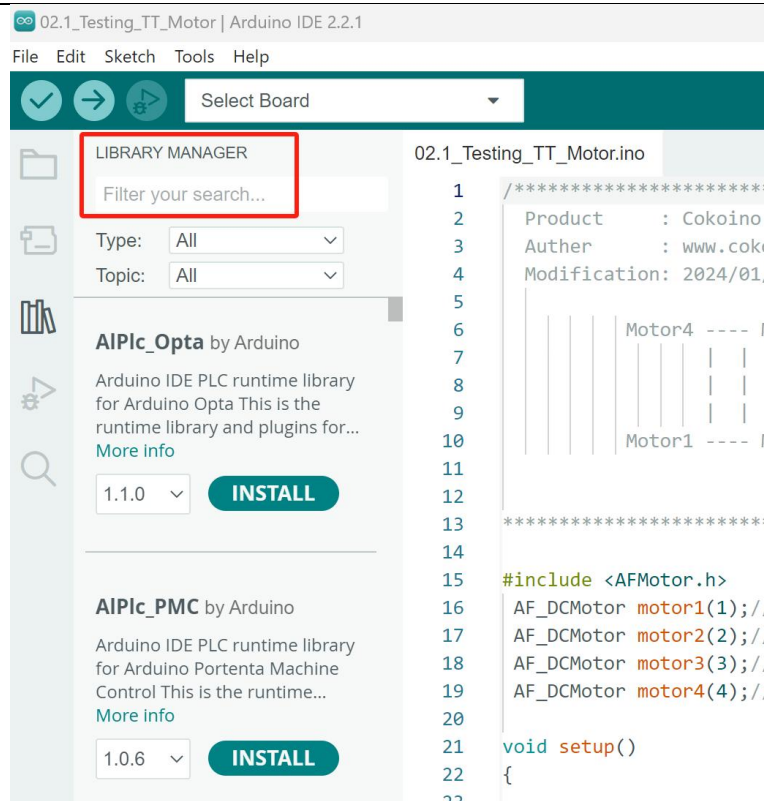 02.1_Testing_TT_Motor | Arduino IDE 2.2.1
File Edit Sketch Tools Help
Select Board
LIBRARY MANAGER
Filter your search...
Type: All
Topic: All
AlPlc_Opta by Arduino
Arduino IDE PLC runtime library
for Arduino Opta This is the
runtime library and plugins for...
More info
1.1.0 INSTALL
AlPlc_PMC by Arduino
Arduino IDE PLC runtime library
for Arduino Portenta Machine
Control This is the runtime...
More info
1.0.6 INSTALL
02.1_Testing_TT_Motor.ino
1 /***********************
2 Product : Cokoino
3 Auther : www.cok
4 Modification: 2024/01/
5
6 Motor4 ----
7 | |
8 | |
9 | |
10 Motor1 ----
11
12
13 ************************
14
15 #include <AFMotor.h>
16 AF_DCMotor motor1(1);//
17 AF_DCMotor motor2(2);//
18 AF_DCMotor motor3(3);//
19 AF_DCMotor motor4(4);//
20
21 void setup()
22 {